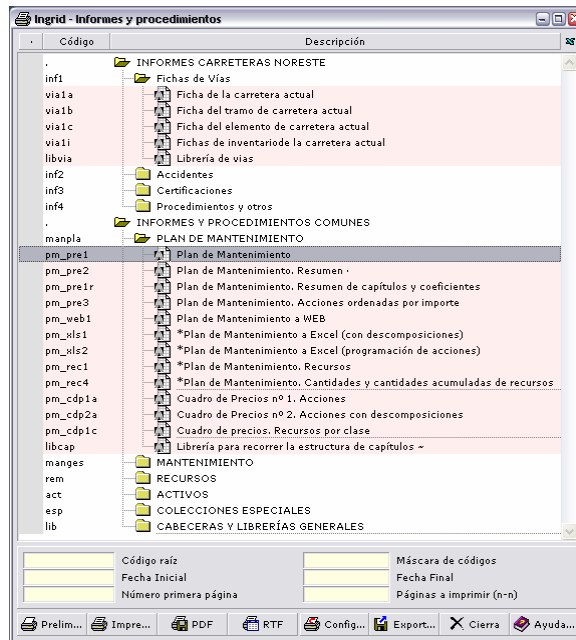 Ingrid - Informes y procedimientos
· Código Descripción
. INFORMES CARRETERAS NORESTE
inf1 Fichas de Vías
via1a Ficha de la carretera actual
via1b Ficha del tramo de carretera actual
via1c Ficha del elemento de carretera actual
via1i Fichas de inventariode la carretera actual
libvia Librería de vias
inf2 Accidentes
inf3 Certificaciones
inf4 Procedimientos y otros
. INFORMES Y PROCEDIMIENTOS COMUNES
manpla PLAN DE MANTENIMIENTO
pm_pre1 Plan de Mantenimiento
pm_pre2 Plan de Mantenimiento. Resumen ·
pm_pre1r Plan de Mantenimiento. Resumen de capítulos y coeficientes
pm_pre3 Plan de Mantenimiento. Acciones ordenadas por importe
pm_web1 Plan de Mantenimiento a WEB
pm_xls1 *Plan de Mantenimiento a Excel (con descomposiciones)
pm_xls2 *Plan de Mantenimiento a Excel (programación de acciones)
pm_rec1 *Plan de Mantenimiento. Recursos
pm_rec4 *Plan de Mantenimiento. Cantidades y cantidades acumuladas de recursos
pm_cdp1a Cuadro de Precios nº 1. Acciones
pm_cdp2a Cuadro de Precios nº 2. Acciones con descomposiciones
pm_cdp1c Cuadro de precios. Recursos por clase
libcap Librería para recorrer la estructura de capítulos ~
manges MANTENIMIENTO
rem RECURSOS
act ACTIVOS
esp COLECCIONES ESPECIALES
lib CABECERAS Y LIBRERÍAS GENERALES
Código raíz Máscara de códigos
Fecha Inicial Fecha Final
Número primera página Páginas a imprimir (n-n)
Prelim... Impre... PDF RTF Config... Export... Cierra Ayuda...